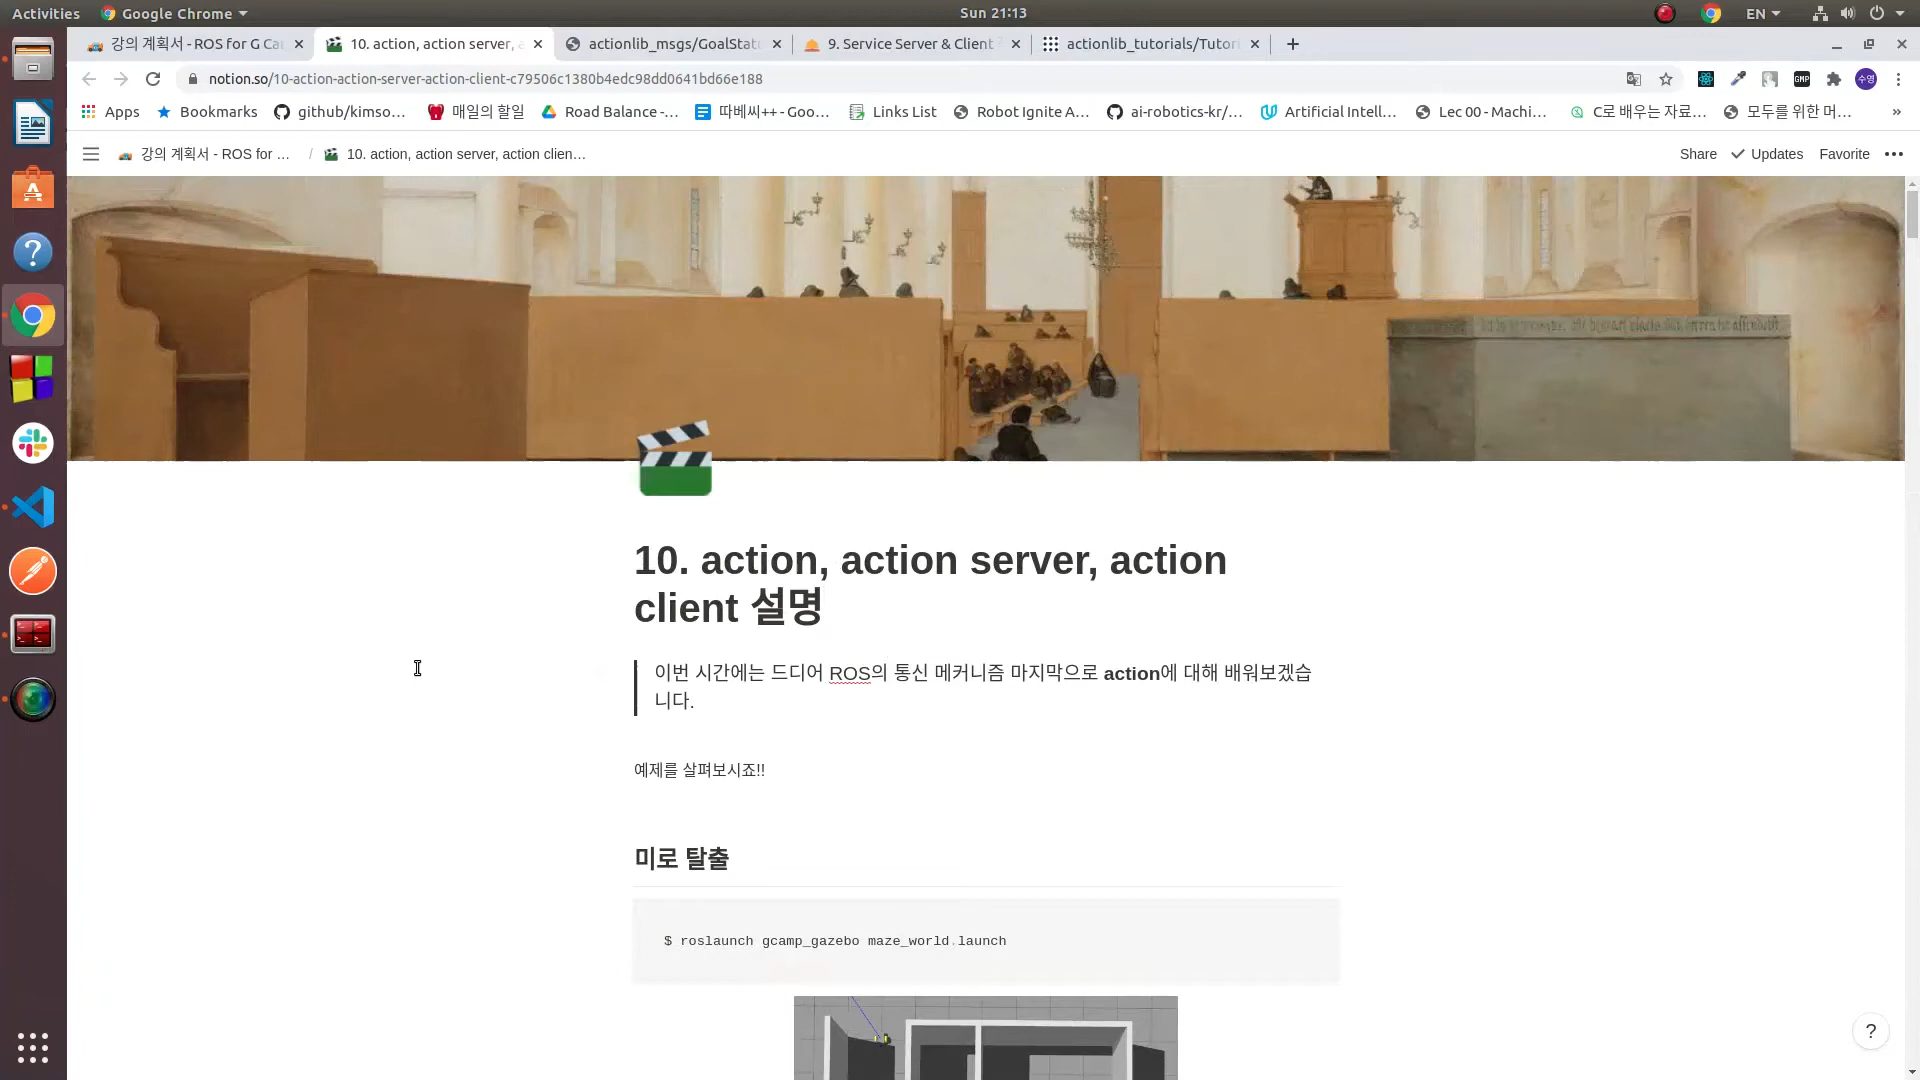 Activities
Google Chrome
Sun 21:13
EN
강의 계획서 - ROS for G Ca
10. action, action server, a
actionlib_msgs/GoalStat
9. Service Server & Client
actionlib_tutorials/Tutor
notion.so/10-action-action-server-action-client-c79506c1380b4edc98dd0641bd66e188
GMP
수영
Apps
Bookmarks
github/kimso...
매일의 할일
Road Balance -...
따베씨++ - Goo...
Links List
Robot Ignite A...
ai-robotics-kr/...
Artificial Intell...
Lec 00 - Machi...
C로 배우는 자료...
모두를 위한 머...
»
강의 계획서 - ROS for ...
/
10. action, action server, action clien...
Share
Updates
Favorite
10. action, action server, action
client 설명
이번 시간에는 드디어 ROS의 통신 메커니즘 마지막으로 action에 대해 배워보겠습
니다.
예제를 살펴보시죠!!
미로 탈출
$ roslaunch gcamp_gazebo maze_world.launch
?